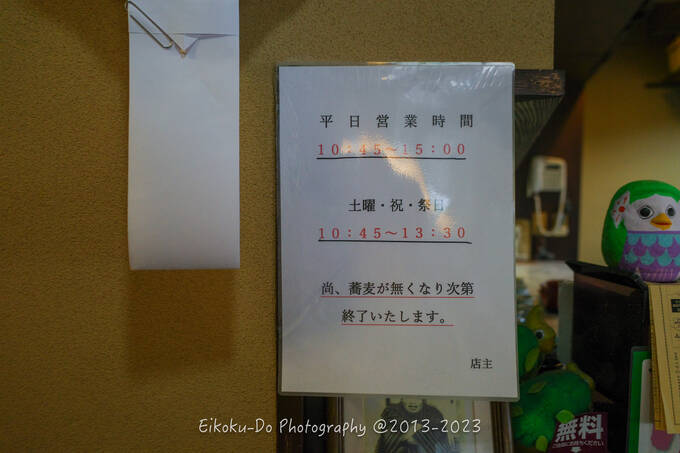 平日営業時間
10:45～15:00
土曜・祝・祭日
10:45～13:30
尚、蕎麦が無くなり次第
終了いたします。
店主
無料
Eikoku-Do Photography @2013-2023